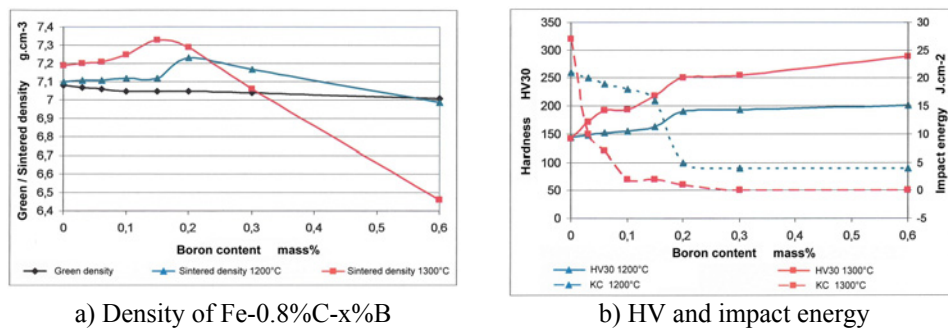 Green / Sintered density g.cm-3
7,4
7,3
7,2
7,1
7
6,9
6,8
6,7
6,6
6,5
6,4
0 0,1 0,2 0,3 0,4 0,5 0,6
Boron content mass%
Green density Sintered density 1200°C Sintered density 1300°C
a) Density of Fe-0.8%C-x%B
Hardness HV30
350
300
250
200
150
100
50
0
Impact energy J.cm-2
30
25
20
15
10
5
0
-5
0 0,1 0,2 0,3 0,4 0,5 0,6
Boron content mass%
HV30 1200°C HV30 1300°C
KC 1200°C KC 1300°C
b) HV and impact energy